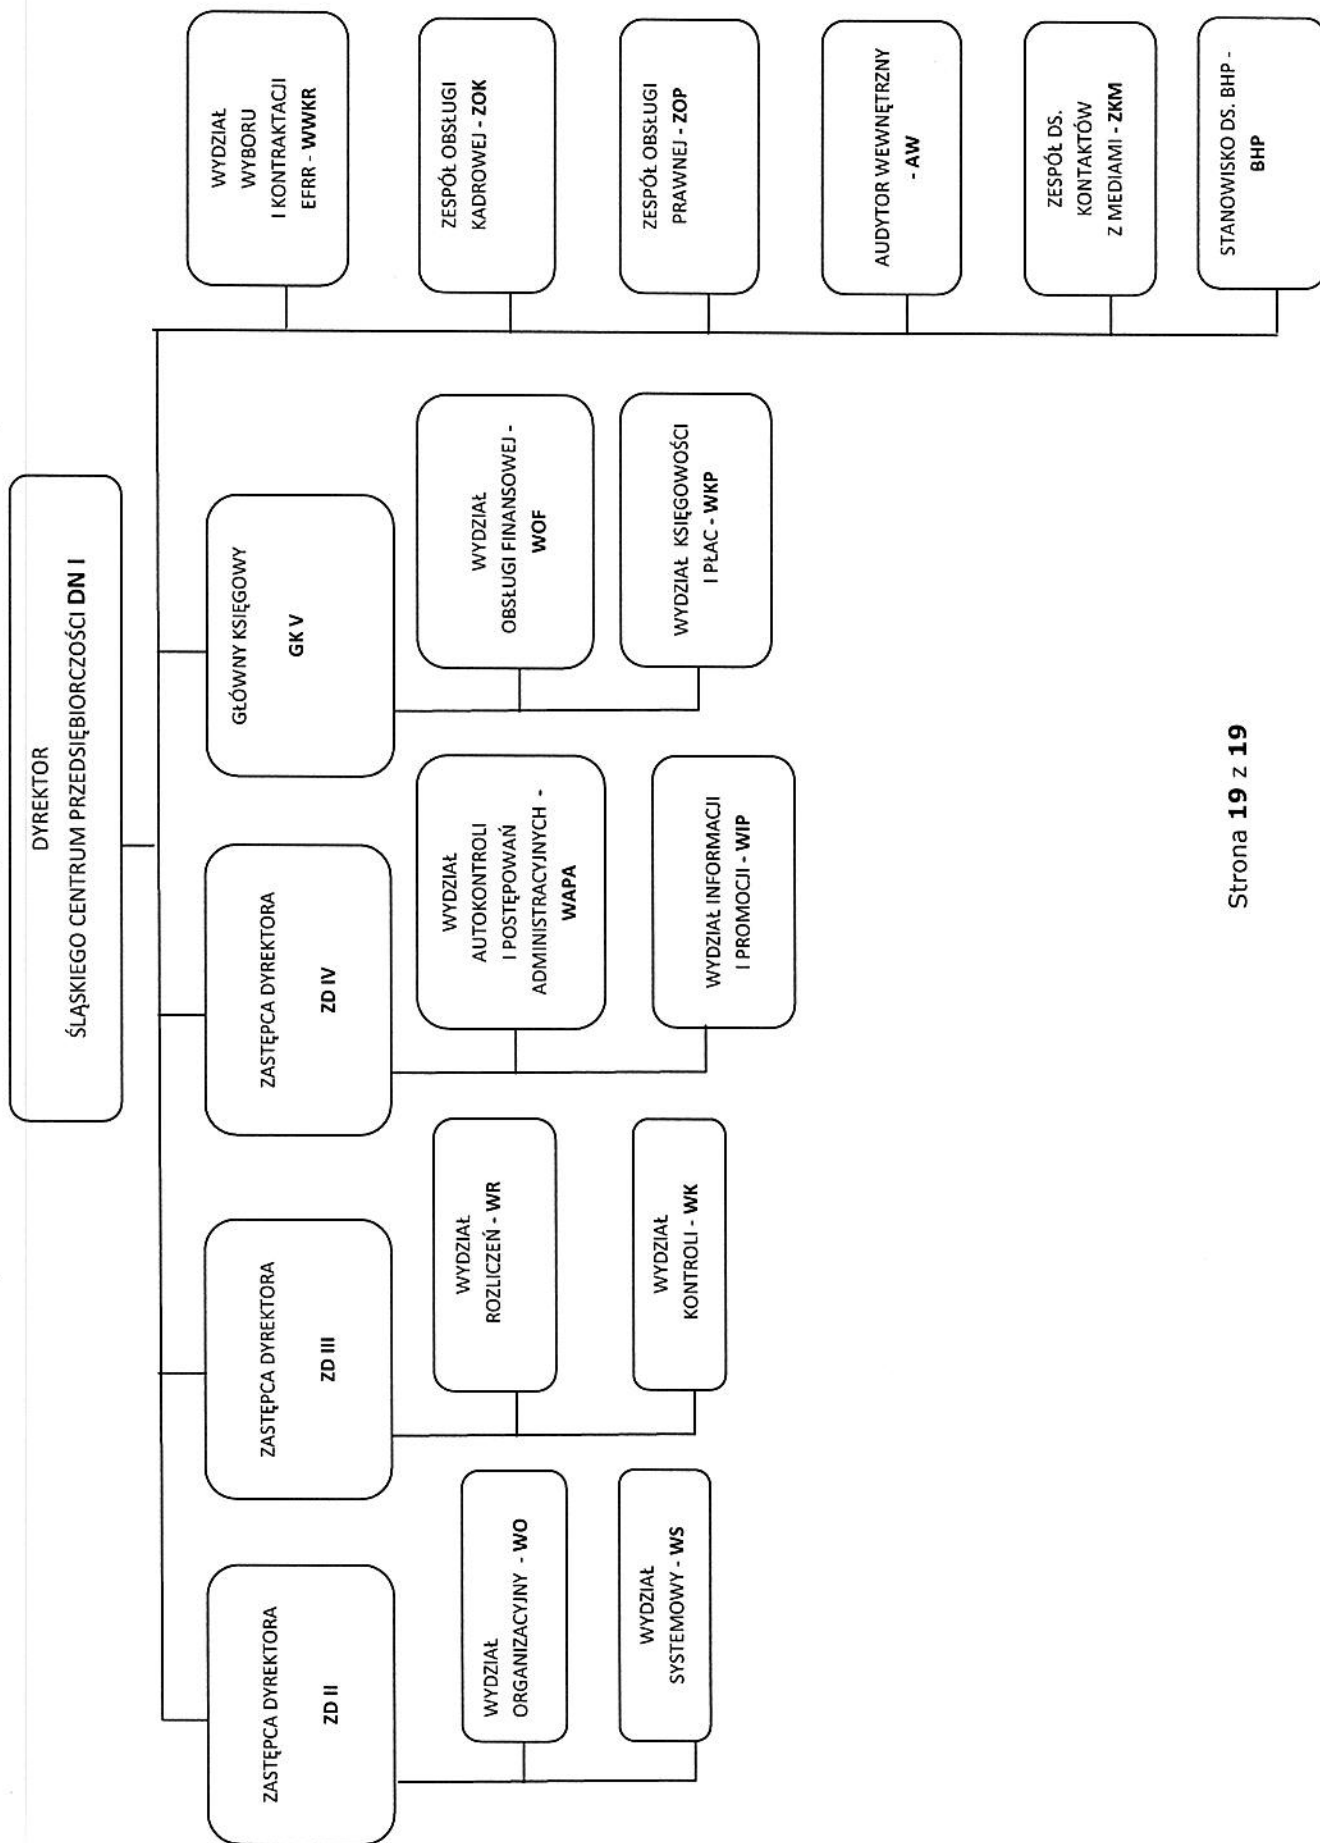 DYREKTOR
ŚLĄSKIEGO CENTRUM PRZEDSIĘBIORCZOŚCI DN I
ZASTĘPCA DYREKTORA
ZD II
WYDZIAŁ
ORGANIZACYJNY - WO
WYDZIAŁ
SYSTEMOWY - WS
ZASTĘPCA DYREKTORA
ZD III
WYDZIAŁ
ROZLICZEŃ - WR
WYDZIAŁ
KONTROLI - WK
ZASTĘPCA DYREKTORA
ZD IV
WYDZIAŁ
AUTOKONTROLI
I POSTĘPOWAŃ
ADMINISTRACYJNYCH -
WAPA
WYDZIAŁ INFORMACJI
I PROMOCJI - WIP
GŁÓWNY KSIĘGOWY
GK V
WYDZIAŁ
OBSŁUGI FINANSOWEJ -
WOF
WYDZIAŁ KSIĘGOWOŚCI
I PŁAC - WKP
WYDZIAŁ
WYBORU
I KONTRAKTACJI
EFRR - WWKR
ZESPÓŁ OBSŁUGI
KADROWEJ - ZOK
ZESPÓŁ OBSŁUGI
PRAWNEJ - ZOP
AUDYTOR WEWNĘTRZNY
- AW
ZESPÓŁ DS.
KONTAKTÓW
Z MEDIAMI - ZKM
STANOWISKO DS. BHP -
BHP
Strona 19 z 19